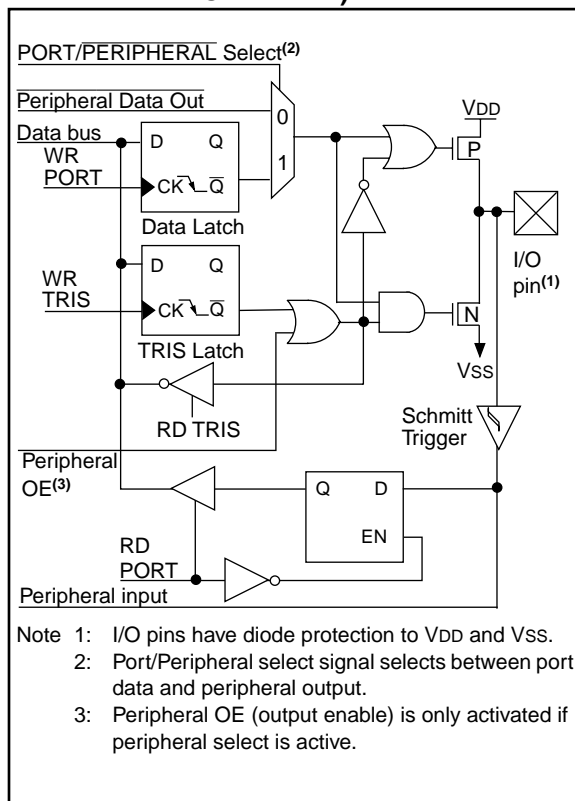 PORT/PERIPHERAL Select(2)
Peripheral Data Out
Data bus
WR
PORT
D Q
CK Q
Data Latch
0
1
VDD
P
I/O
pin(1)
WR
TRIS
D Q
CK Q
TRIS Latch
N
VSS
RD TRIS
Schmitt
Trigger
Peripheral
OE(3)
Q D
EN
RD
PORT
Peripheral input
Note 1: I/O pins have diode protection to VDD and VSS.
2: Port/Peripheral select signal selects between port
data and peripheral output.
3: Peripheral OE (output enable) is only activated if
peripheral select is active.